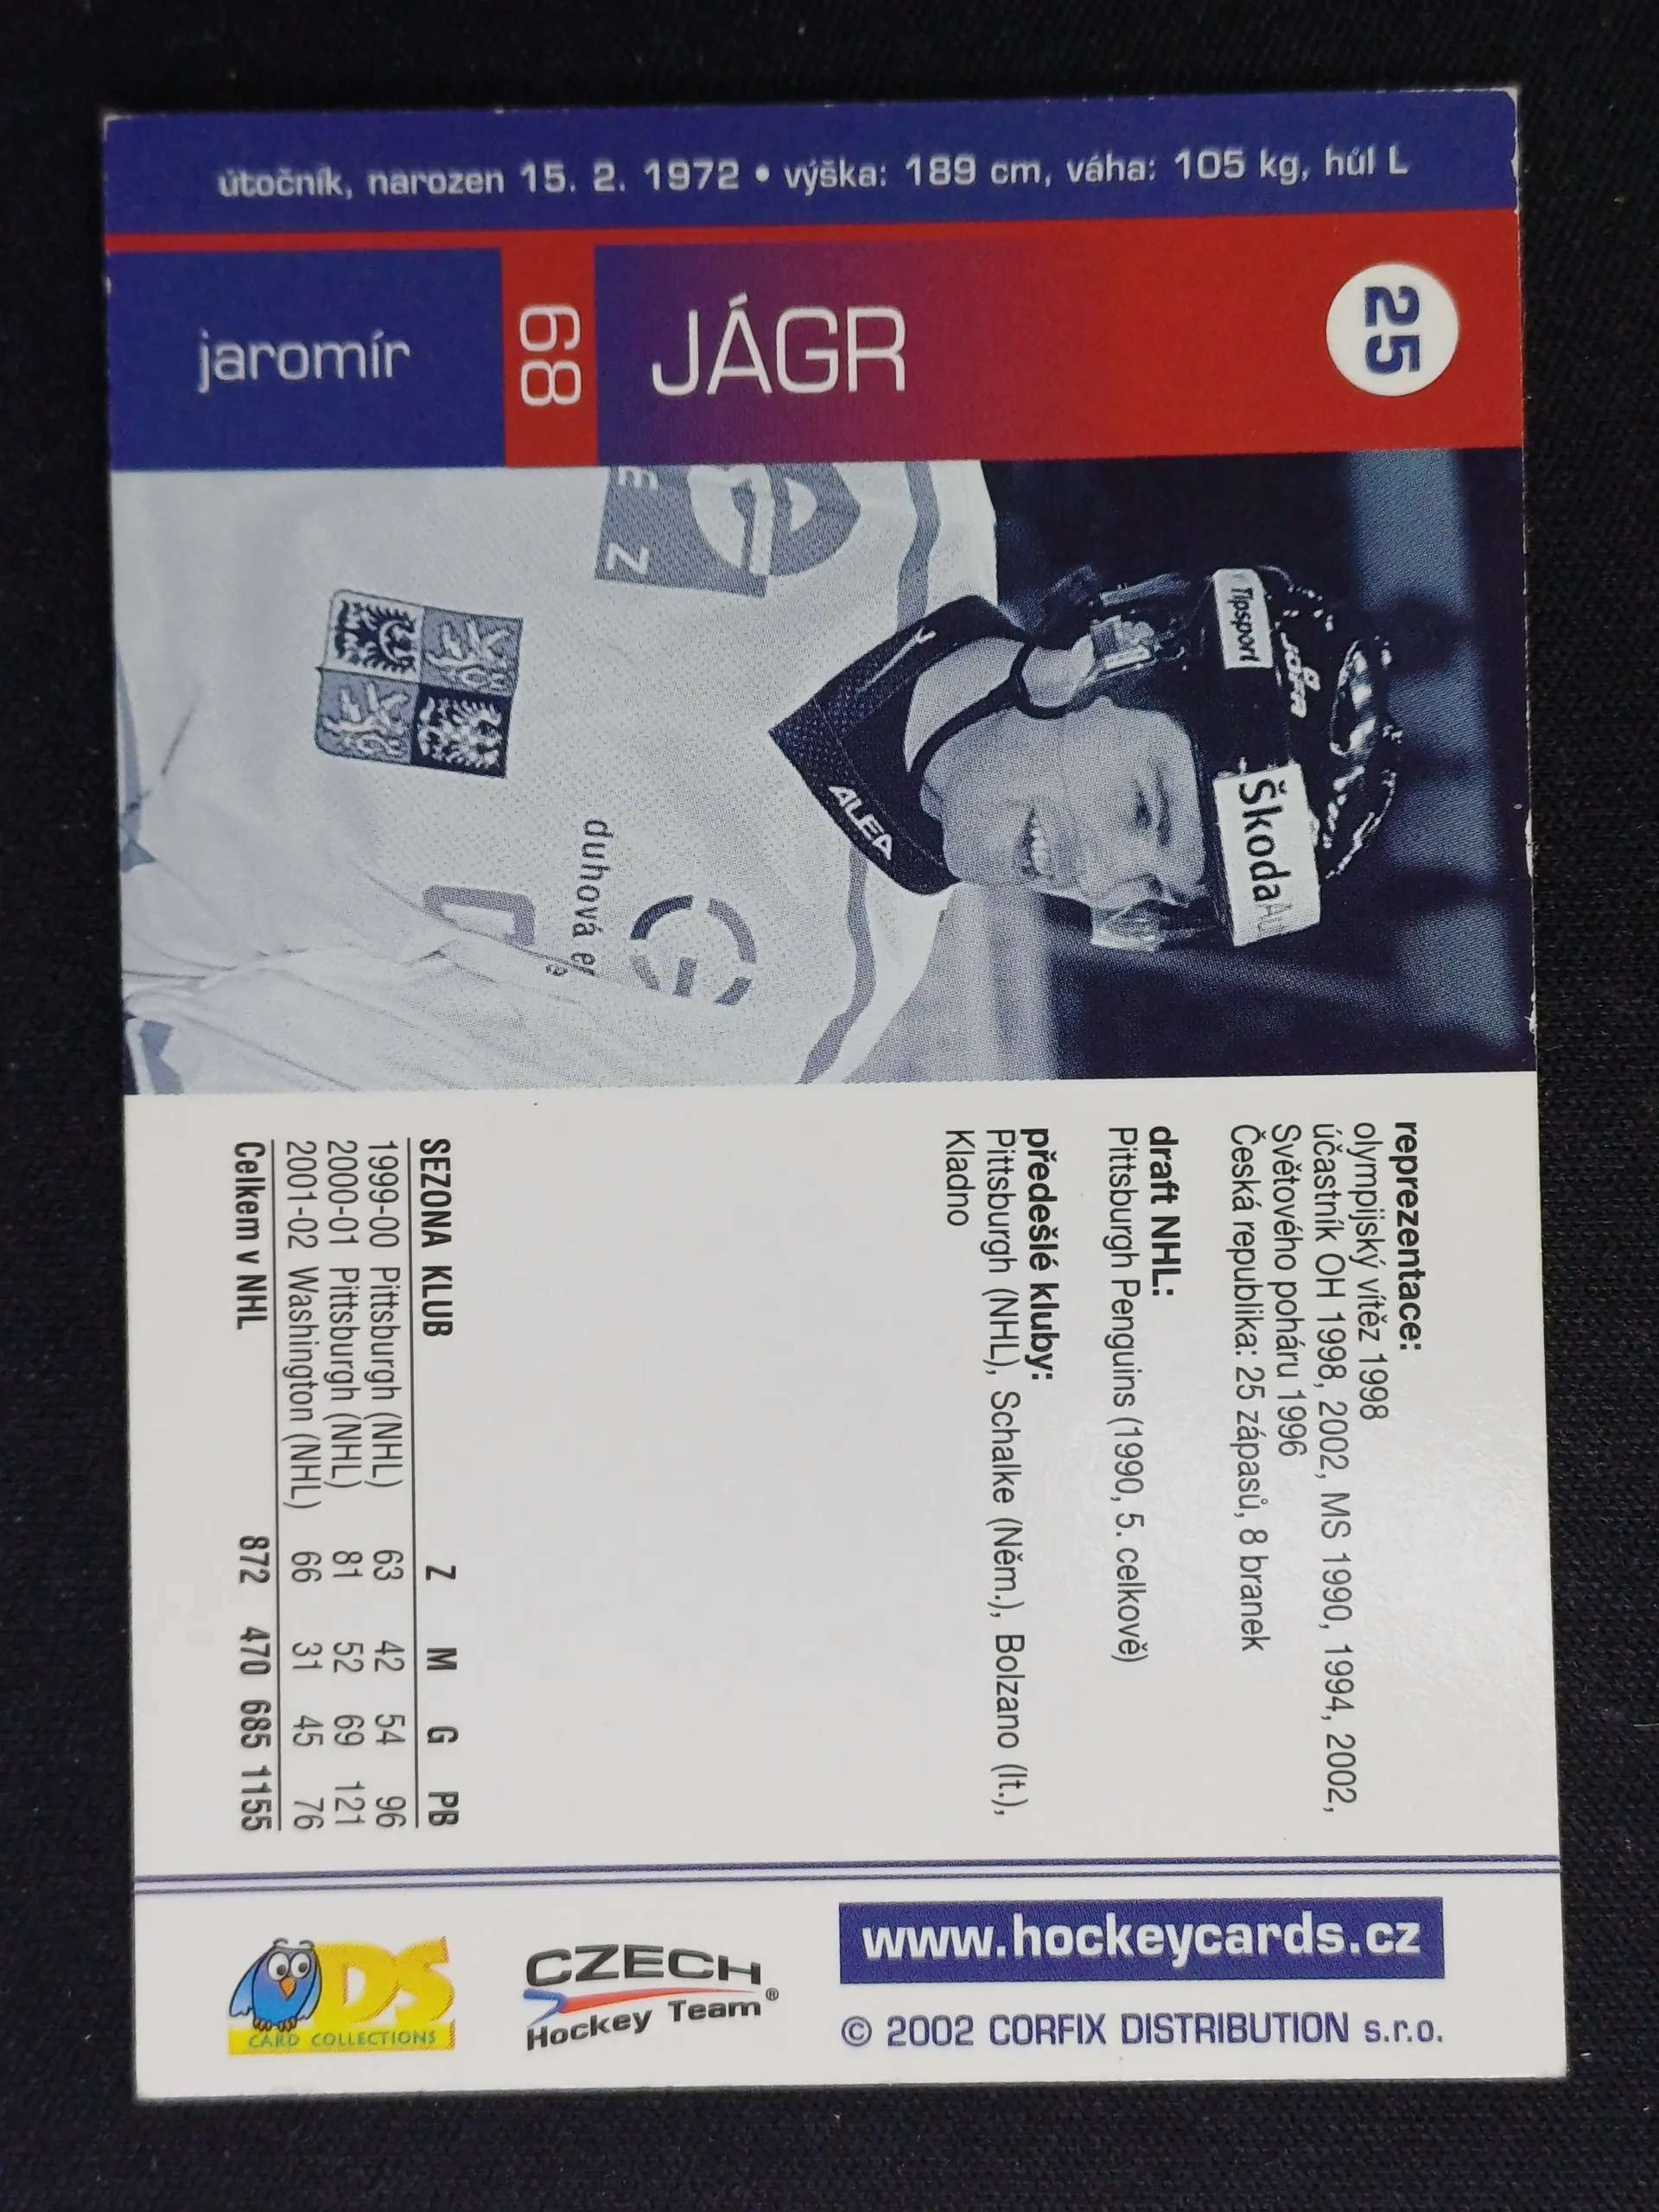 útočník, narozen 15. 2. 1972 • výška: 189 cm, váha: 105 kg, hůl L
25
jaromír
68
JÁGR
Tipsport
Jofa
ŠkodaAu
ALEA
E Z
duhová
C
reprezentace:
olympijský vítěz 1998
účastník OH 1998, 2002, MS 1990, 1994, 2002,
Světového poháru 1996
Česká republika: 25 zápasů, 8 branek
draft NHL:
Pittsburgh Penguins (1990, 5. celkově)
předešlé kluby:
Pittsburgh (NHL), Schalke (Něm.), Bolzano (It.),
Kladno
SEZONA KLUB Z M G PB
1999-00 Pittsburgh (NHL) 63 42 54 96
2000-01 Pittsburgh (NHL) 81 52 69 121
2001-02 Washington (NHL) 66 31 45 76
Celkem v NHL 872 470 685 1155
DS
CARD COLLECTIONS
CZECH
Hockey Team®
www.hockeycards.cz
© 2002 CORFIX DISTRIBUTION s.r.o.